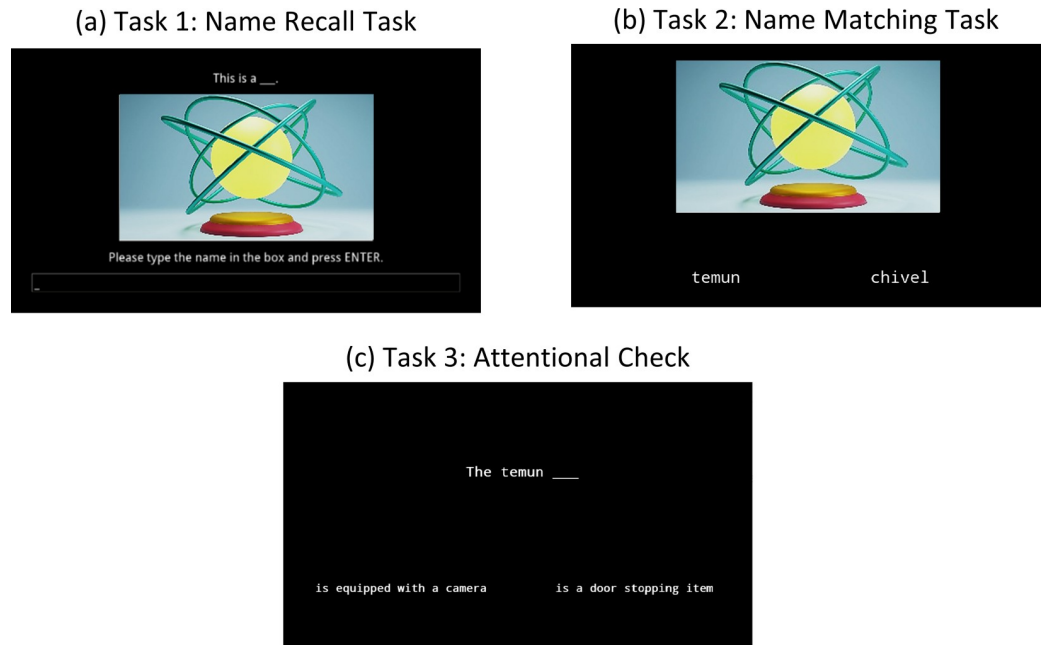 (a) Task 1: Name Recall Task
This is a ___.
Please type the name in the box and press ENTER.
_
(b) Task 2: Name Matching Task
temun chivel
(c) Task 3: Attentional Check
The temun ___
is equipped with a camera is a door stopping item